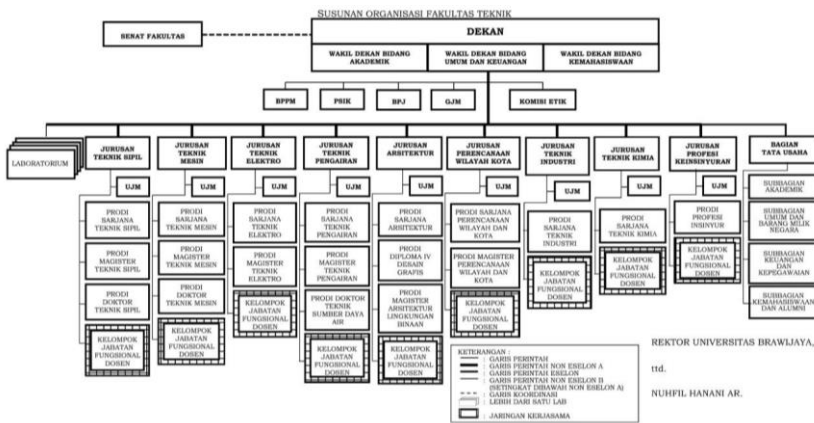 SUSUNAN ORGANISASI FAKULTAS TEKNIK
SENAT FAKULTAS
DEKAN
WAKIL DEKAN BIDANG
AKADEMIK
WAKIL DEKAN BIDANG
UMUM DAN KEUANGAN
WAKIL DEKAN BIDANG
KEMAHASISWAAN
BPPM
PSIK
BPJ
GJM
KOMISI ETIK
LABORATORIUM
JURUSAN
TEKNIK SIPIL
UJM
PRODI
SARJANA
TEKNIK SIPIL
PRODI
MAGISTER
TEKNIK SIPIL
PRODI
DOKTOR
TEKNIK SIPIL
KELOMPOK
JABATAN
FUNGSIONAL
DOSEN
JURUSAN
TEKNIK
MESIN
UJM
PRODI
SARJANA
TEKNIK MESIN
PRODI
MAGISTER
TEKNIK MESIN
PRODI
DOKTOR
TEKNIK MESIN
KELOMPOK
JABATAN
FUNGSIONAL
DOSEN
JURUSAN
TEKNIK
ELEKTRO
UJM
PRODI
SARJANA
TEKNIK
ELEKTRO
PRODI
MAGISTER
TEKNIK
ELEKTRO
KELOMPOK
JABATAN
FUNGSIONAL
DOSEN
JURUSAN
TEKNIK
PENGAIRAN
UJM
PRODI
SARJANA
TEKNIK
PENGAIRAN
PRODI
MAGISTER
TEKNIK
PENGAIRAN
PRODI DOKTOR
TEKNIK
SUMBER DAYA
AIR
KELOMPOK
JABATAN
FUNGSIONAL
DOSEN
JURUSAN
ARSITEKTUR
UJM
PRODI
SARJANA
ARSITEKTUR
PRODI
DIPLOMA IV
DESAIN
GRAFIS
PRODI
MAGISTER
ARSITEKTUR
LINGKUNGAN
BINAAN
KELOMPOK
JABATAN
FUNGSIONAL
DOSEN
JURUSAN
PERENCANAAN
WILAYAH KOTA
UJM
PRODI SARJANA
PERENCANAAN
WILAYAH DAN
KOTA
PRODI MAGISTER
PERENCANAAN
WILAYAH DAN
KOTA
KELOMPOK
JABATAN
FUNGSIONAL
DOSEN
JURUSAN
TEKNIK
INDUSTRI
UJM
PRODI
SARJANA
TEKNIK
INDUSTRI
KELOMPOK
JABATAN
FUNGSIONAL
DOSEN
JURUSAN
TEKNIK KIMIA
UJM
PRODI
SARJANA
TEKNIK KIMIA
KELOMPOK
JABATAN
FUNGSIONAL
DOSEN
JURUSAN
PROFESI
KEINSINYURAN
UJM
PRODI
PROFESI
INSINYUR
KELOMPOK
JABATAN
FUNGSIONAL
DOSEN
BAGIAN
TATA USAHA
SUBBAGIAN
AKADEMIK
SUBBAGIAN
UMUM DAN
BARANG MILIK
NEGARA
SUBBAGIAN
KEUANGAN
DAN
KEPEGAWAIAN
SUBBAGIAN
KEMAHASISWAAN
DAN ALUMNI
KETERANGAN :
: GARIS PERINTAH
: GARIS PERINTAH NON ESELON A
: GARIS PERINTAH ESELON
: GARIS PERINTAH NON ESELON B
(SETINGKAT DIBAWAH NON ESELON A)
: GARIS KOORDINASI
: LEBIH DARI SATU LAB
: JARINGAN KERJASAMA
REKTOR UNIVERSITAS BRAWIJAYA,
ttd.
NUHFIL HANANI AR.